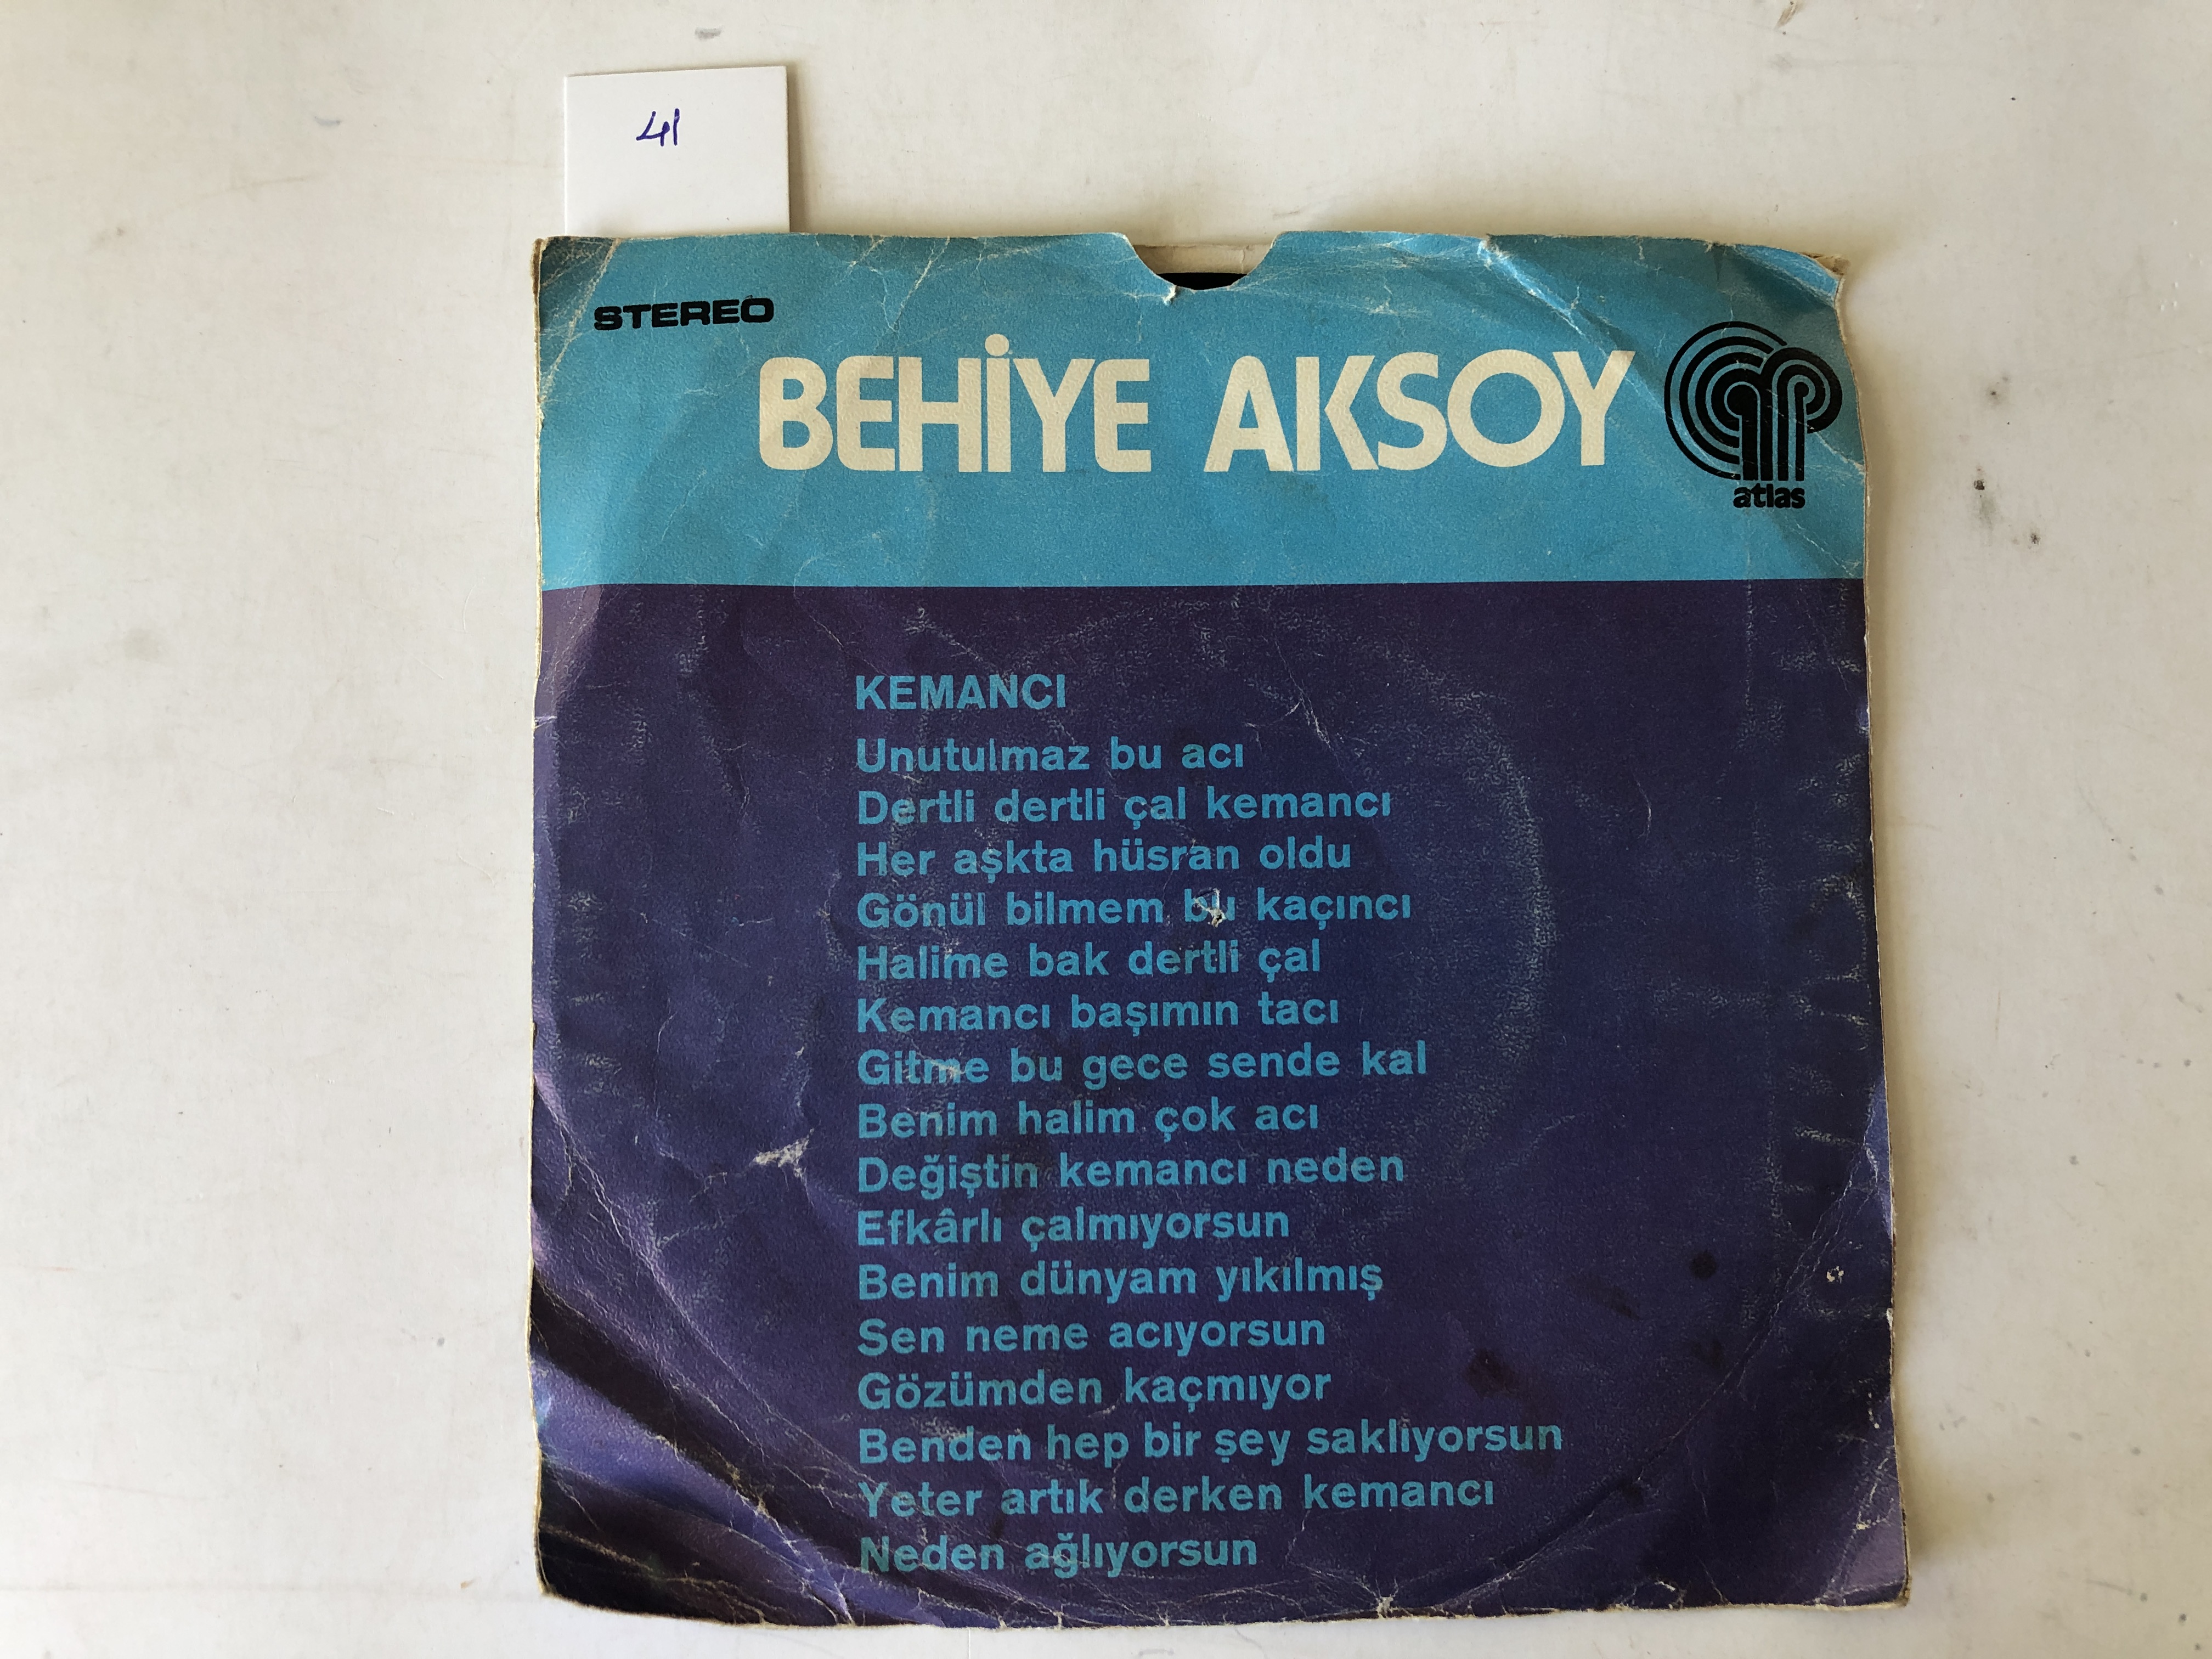 41
STEREO
BEHİYE AKSOY
atlas
KEMANCI
Unutulmaz bu acı
Dertli dertli çal kemancı
Her aşkta hüsran oldu
Gönül bilmem bu kaçıncı
Halime bak dertli çal
Kemancı başımın tacı
Gitme bu gece sende kal
Benim halim çok acı
Değiştin kemancı neden
Efkârlı çalmıyorsun
Benim dünyam yıkılmış
Sen neme acıyorsun
Gözümden kaçmıyor
Benden hep bir şey saklıyorsun
Yeter artık derken kemancı
Neden ağlıyorsun